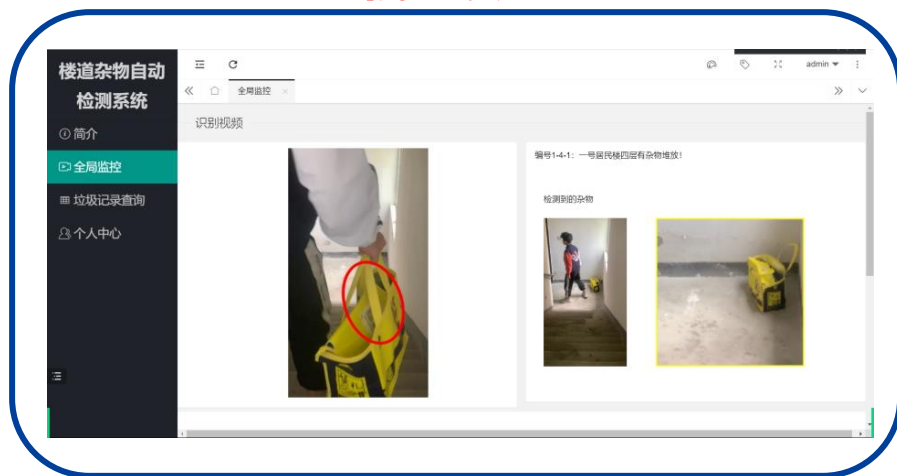 楼道杂物自动
检测系统
admin
全局监控
识别视频
简介
全局监控
垃圾记录查询
个人中心
编号1-4-1：一号居民楼四层有杂物堆放！
检测到的杂物